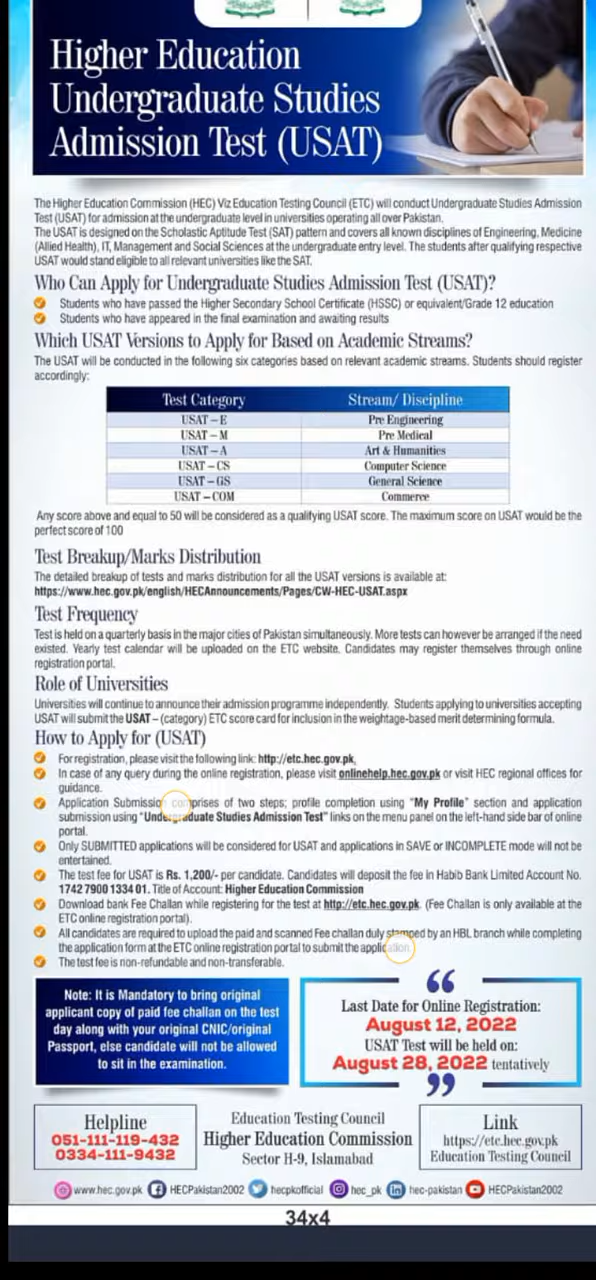 Higher Education
Undergraduate Studies
Admission Test (USAT)
The Higher Education Commission (HEC) Viz Education Testing Council (ETC) will conduct Undergraduate Studies Admission
Test (USAT) for admission at the undergraduate level in universities operating all over Pakistan.
The USAT is designed on the Scholastic Aptitude Test (SAT) pattern and covers all known disciplines of Engineering, Medicine
(Allied Health), IT, Management and Social Sciences at the undergraduate entry level. The students after qualifying respective
USAT would stand eligible to all relevant universities like the SAT.
Who Can Apply for Undergraduate Studies Admission Test (USAT)?
Students who have passed the Higher Secondary School Certificate (HSSC) or equivalent/Grade 12 education
Students who have appeared in the final examination and awaiting results
Which USAT Versions to Apply for Based on Academic Streams?
The USAT will be conducted in the following six categories based on relevant academic streams. Students should register
accordingly:
Test Category Stream/ Discipline
USAT – E Pre Engineering
USAT – M Pre Medical
USAT – A Art & Humanities
USAT – CS Computer Science
USAT – GS General Science
USAT – COM Commerce
Any score above and equal to 50 will be considered as a qualifying USAT score. The maximum score on USAT would be the
perfect score of 100
Test Breakup/Marks Distribution
The detailed breakup of tests and marks distribution for all the USAT versions is available at:
https://www.hec.gov.pk/english/HECAnnouncements/Pages/CW-HEC-USAT.aspx
Test Frequency
Test is held on a quarterly basis in the major cities of Pakistan simultaneously. More tests can however be arranged if the need
existed. Yearly test calendar will be uploaded on the ETC website. Candidates may register themselves through online
registration portal.
Role of Universities
Universities will continue to announce their admission programme independently. Students applying to universities accepting
USAT will submit the USAT – (category) ETC score card for inclusion in the weightage-based merit determining formula.
How to Apply for (USAT)
For registration, please visit the following link: http://etc.hec.gov.pk,
In case of any query during the online registration, please visit onlinehelp.hec.gov.pk or visit HEC regional offices for
guidance.
Application Submission comprises of two steps; profile completion using "My Profile" section and application
submission using "Undergraduate Studies Admission Test" links on the menu panel on the left-hand side bar of online
portal.
Only SUBMITTED applications will be considered for USAT and applications in SAVE or INCOMPLETE mode will not be
entertained.
The test fee for USAT is Rs. 1,200/- per candidate. Candidates will deposit the fee in Habib Bank Limited Account No.
1742 7900 1334 01. Title of Account: Higher Education Commission
Download bank Fee Challan while registering for the test at http://etc.hec.gov.pk. (Fee Challan is only available at the
ETC online registration portal).
All candidates are required to upload the paid and scanned Fee challan duly stamped by an HBL branch while completing
the application form at the ETC online registration portal to submit the application.
The test fee is non-refundable and non-transferable.
Note: It is Mandatory to bring original
applicant copy of paid fee challan on the test
day along with your original CNIC/original
Passport, else candidate will not be allowed
to sit in the examination.
Last Date for Online Registration:
August 12, 2022
USAT Test will be held on:
August 28, 2022 tentatively
Helpline
051-111-119-432
0334-111-9432
Education Testing Council
Higher Education Commission
Sector H-9, Islamabad
Link
https://etc.hec.gov.pk
Education Testing Council
www.hec.gov.pk HECPakistan2002 hecpkofficial hec_pk hec-pakistan HECPakistan2002
34x4